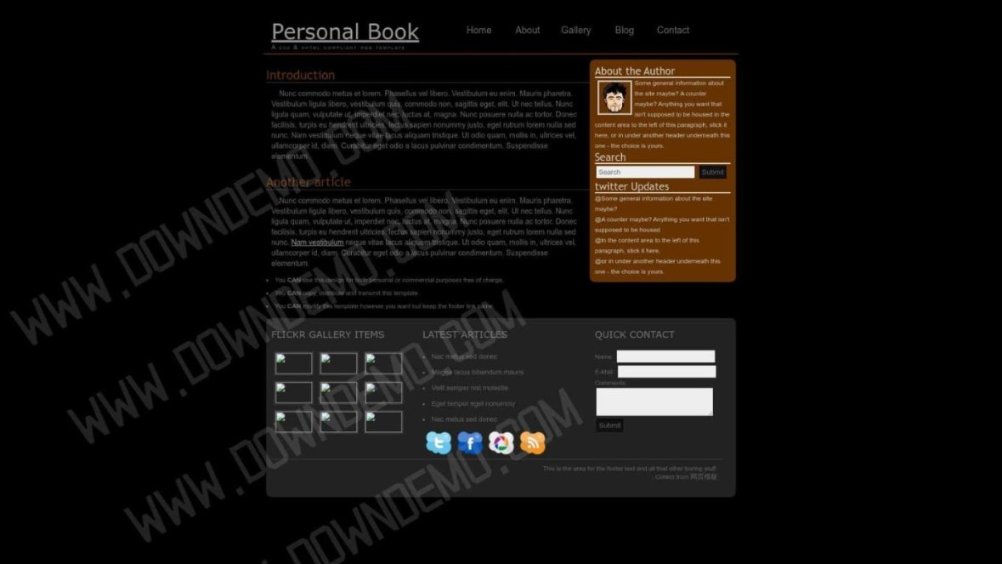 Personal Book
A CSS & XHTML COMPLIANT WEB TEMPLATE
Home About Gallery Blog Contact
Introduction
Nunc commodo metus et lorem. Phasellus vel libero. Vestibulum eu enim. Mauris pharetra.
Vestibulum ligula libero, vestibulum quis, commodo non, sagittis eget, elit. Ut nec tellus. Nunc
ligula quam, vulputate ut, imperdiet nec, luctus at, magna. Nunc posuere nulla ac tortor. Donec
facilisis, turpis eu hendrerit ultricies, lectus sapien nonummy justo, eget rutrum lorem nulla sed
nunc. Nam vestibulum neque vitae lacus aliquam tristique. Ut odio quam, mollis in, ultrices vel,
ullamcorper id, diam. Curabitur eget odio a lacus pulvinar condimentum. Suspendisse
elementum.
Another article
Nunc commodo metus et lorem. Phasellus vel libero. Vestibulum eu enim. Mauris pharetra.
Vestibulum ligula libero, vestibulum quis, commodo non, sagittis eget, elit. Ut nec tellus. Nunc
ligula quam, vulputate ut, imperdiet nec, luctus at, magna. Nunc posuere nulla ac tortor. Donec
facilisis, turpis eu hendrerit ultricies, lectus sapien nonummy justo, eget rutrum lorem nulla sed
nunc. Nam vestibulum neque vitae lacus aliquam tristique. Ut odio quam, mollis in, ultrices vel,
ullamcorper id, diam. Curabitur eget odio a lacus pulvinar condimentum. Suspendisse
elementum.
You CAN use this design for both personal or commercial purposes free of charge.
You CAN copy, distribute and transmit this template.
You CAN modify this template however you want but keep the footer link alone.
About the Author
Some general information about
the site maybe? A counter
maybe? Anything you want that
isn't supposed to be housed in the
content area to the left of this paragraph, stick it
here, or in under another header underneath this
one - the choice is yours.
Search
Search Submit
twitter Updates
@Some general information about the site
maybe?
@A counter maybe? Anything you want that isn't
supposed to be housed
@in the content area to the left of this
paragraph, stick it here,
@or in under another header underneath this
one - the choice is yours.
FLICKR GALLERY ITEMS
LATEST ARTICLES
Nec metus sed donec
Magna lacus bibendum mauris
Velit semper nisi molestie
Eget tempor eget nonummy
Nec metus sed donec
QUICK CONTACT
Name:
E-Mail:
Comments:
Submit
This is the area for the footer text and all that other boring stuff.
Collect from 网页模板
WWW.DOWNDEMO.COM
WWW.DOWNDEMO.COM
WWW.DOWNDEMO.COM
WWW.DOWNDEMO.COM